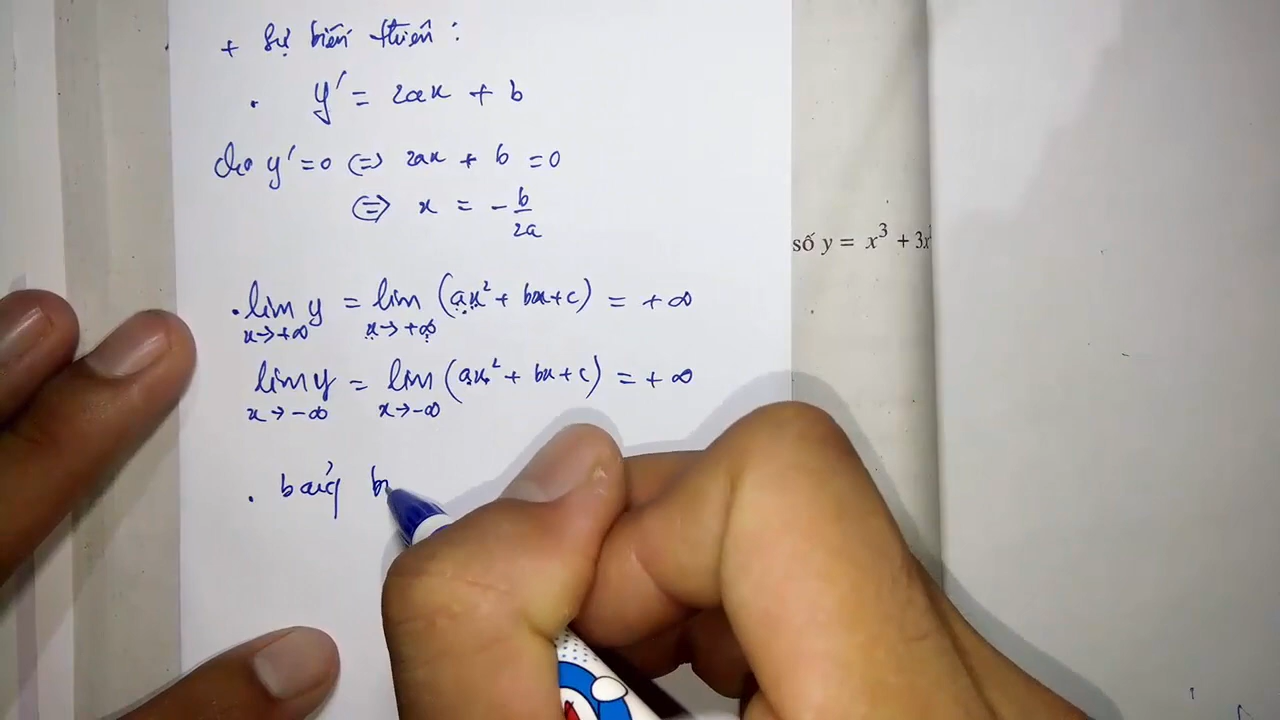 + Sự biến thiên :
. y' = 2ax + b
cho y' = 0 ⇔ 2ax + b = 0
⇔ x = -b/2a
. lim y = lim (ax² + bx + c) = +∞
x→+∞ x→+∞
lim y = lim (ax² + bx + c) = +∞
x→-∞ x→-∞
. bảng b
số y = x³ + 3x